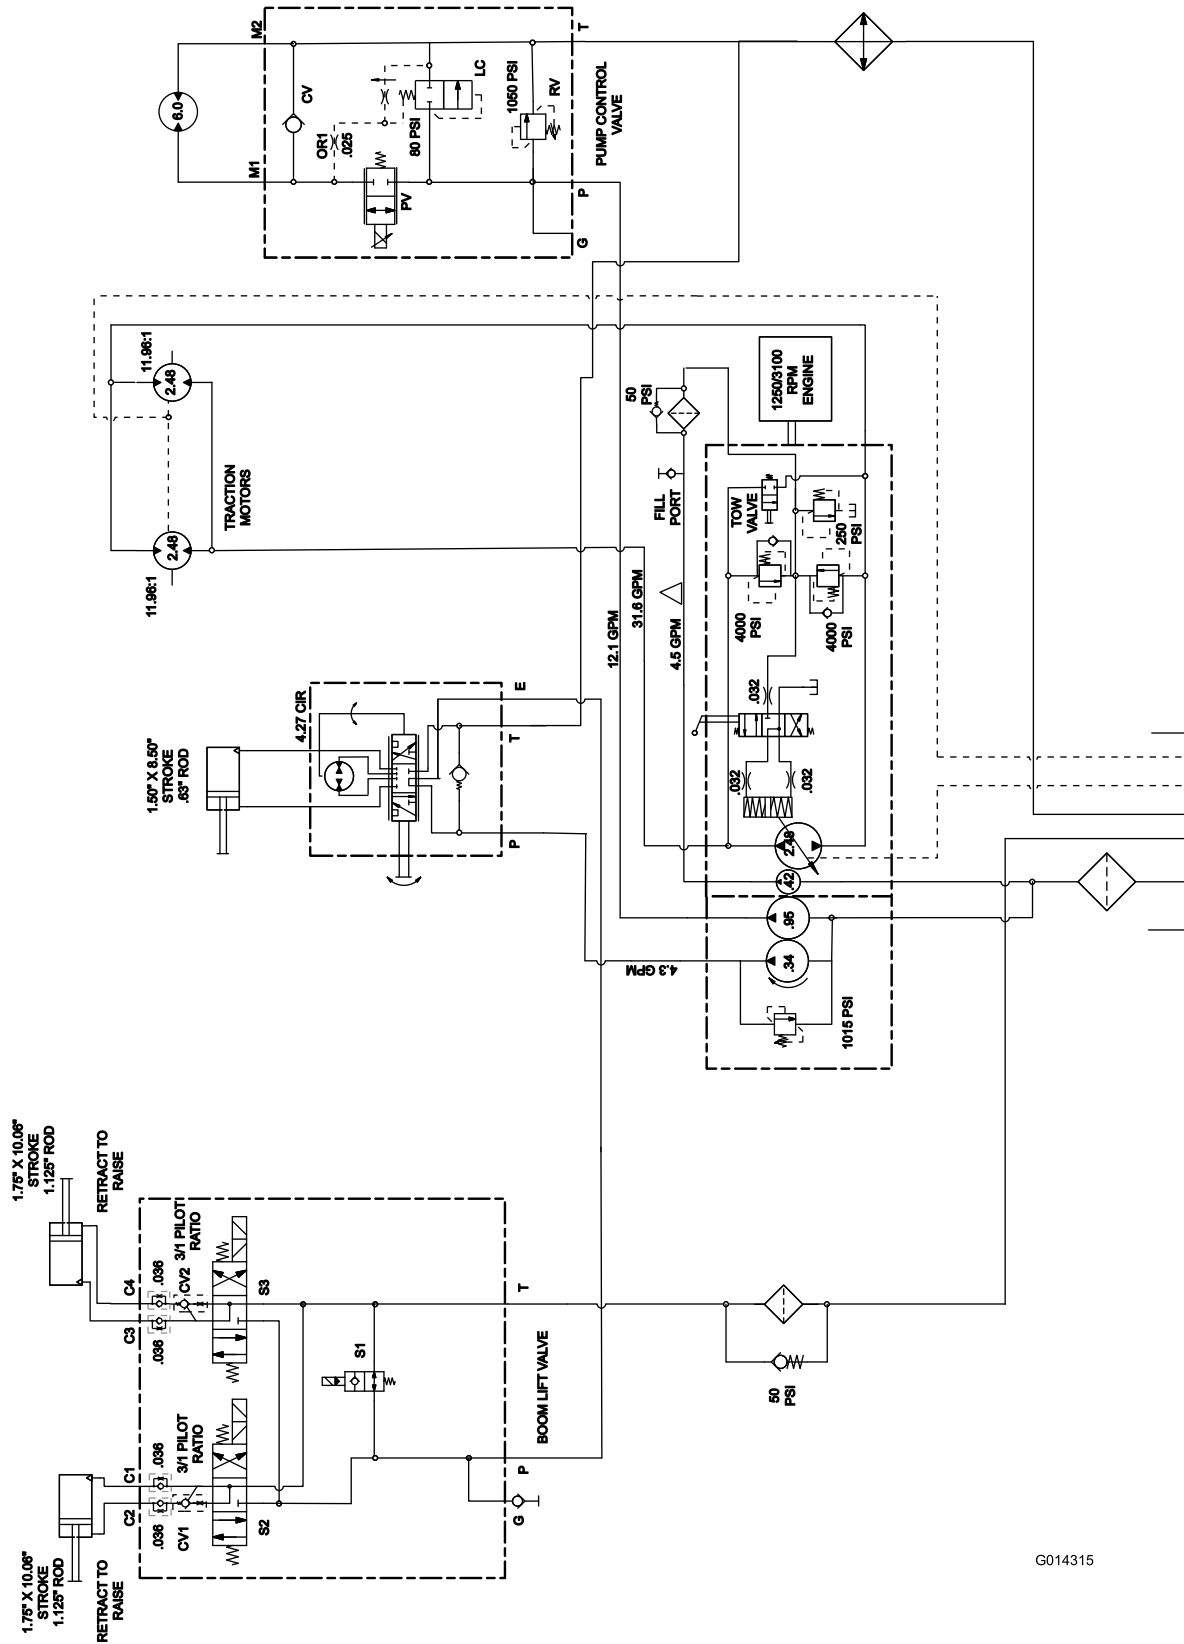 M2
T
6.0
CV
LC
1050 PSI
RV
PUMP CONTROL
VALVE
OR1
.025
80 PSI
M1
PV
P
G
11.96:1
2.48
TRACTION
MOTORS
2.48
11.96:1
50
PSI
1250/3100
RPM
ENGINE
FILL
PORT
TOW
VALVE
250
PSI
4000
PSI
4000
PSI
12.1 GPM
31.6 GPM
4.5 GPM
.032
.032
.032
2.48
.42
.95
.34
4.3 GPM
1015 PSI
1.50" X 8.50"
STROKE
.63" ROD
4.27 CIR
E
T
P
1.75" X 10.06"
STROKE
1.125" ROD
RETRACT TO
RAISE
C4
.036
CV2
3/1 PILOT
RATIO
C3
.036
S3
T
S1
BOOM LIFT VALVE
50
PSI
C1
.036
3/1 PILOT
RATIO
C2
.036
CV1
S2
P
G
1.75" X 10.06"
STROKE
1.125" ROD
RETRACT TO
RAISE
G014315